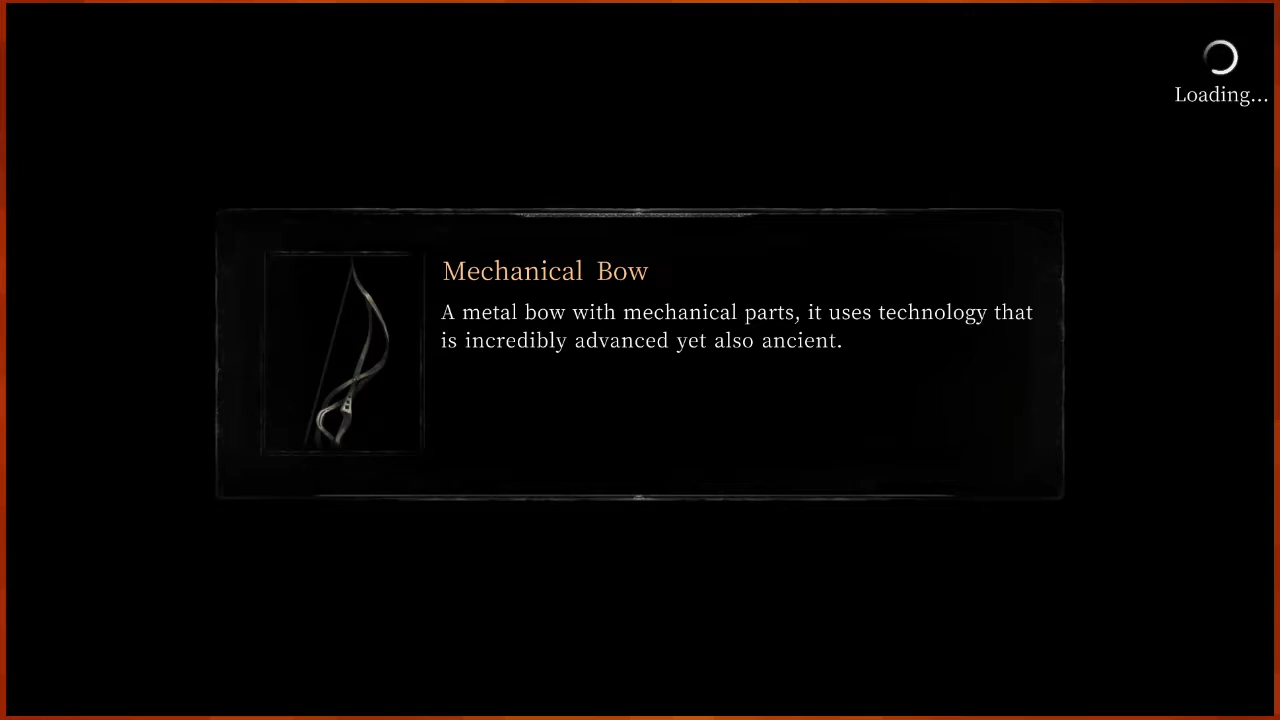 Loading...
Mechanical Bow
A metal bow with mechanical parts, it uses technology that
is incredibly advanced yet also ancient.